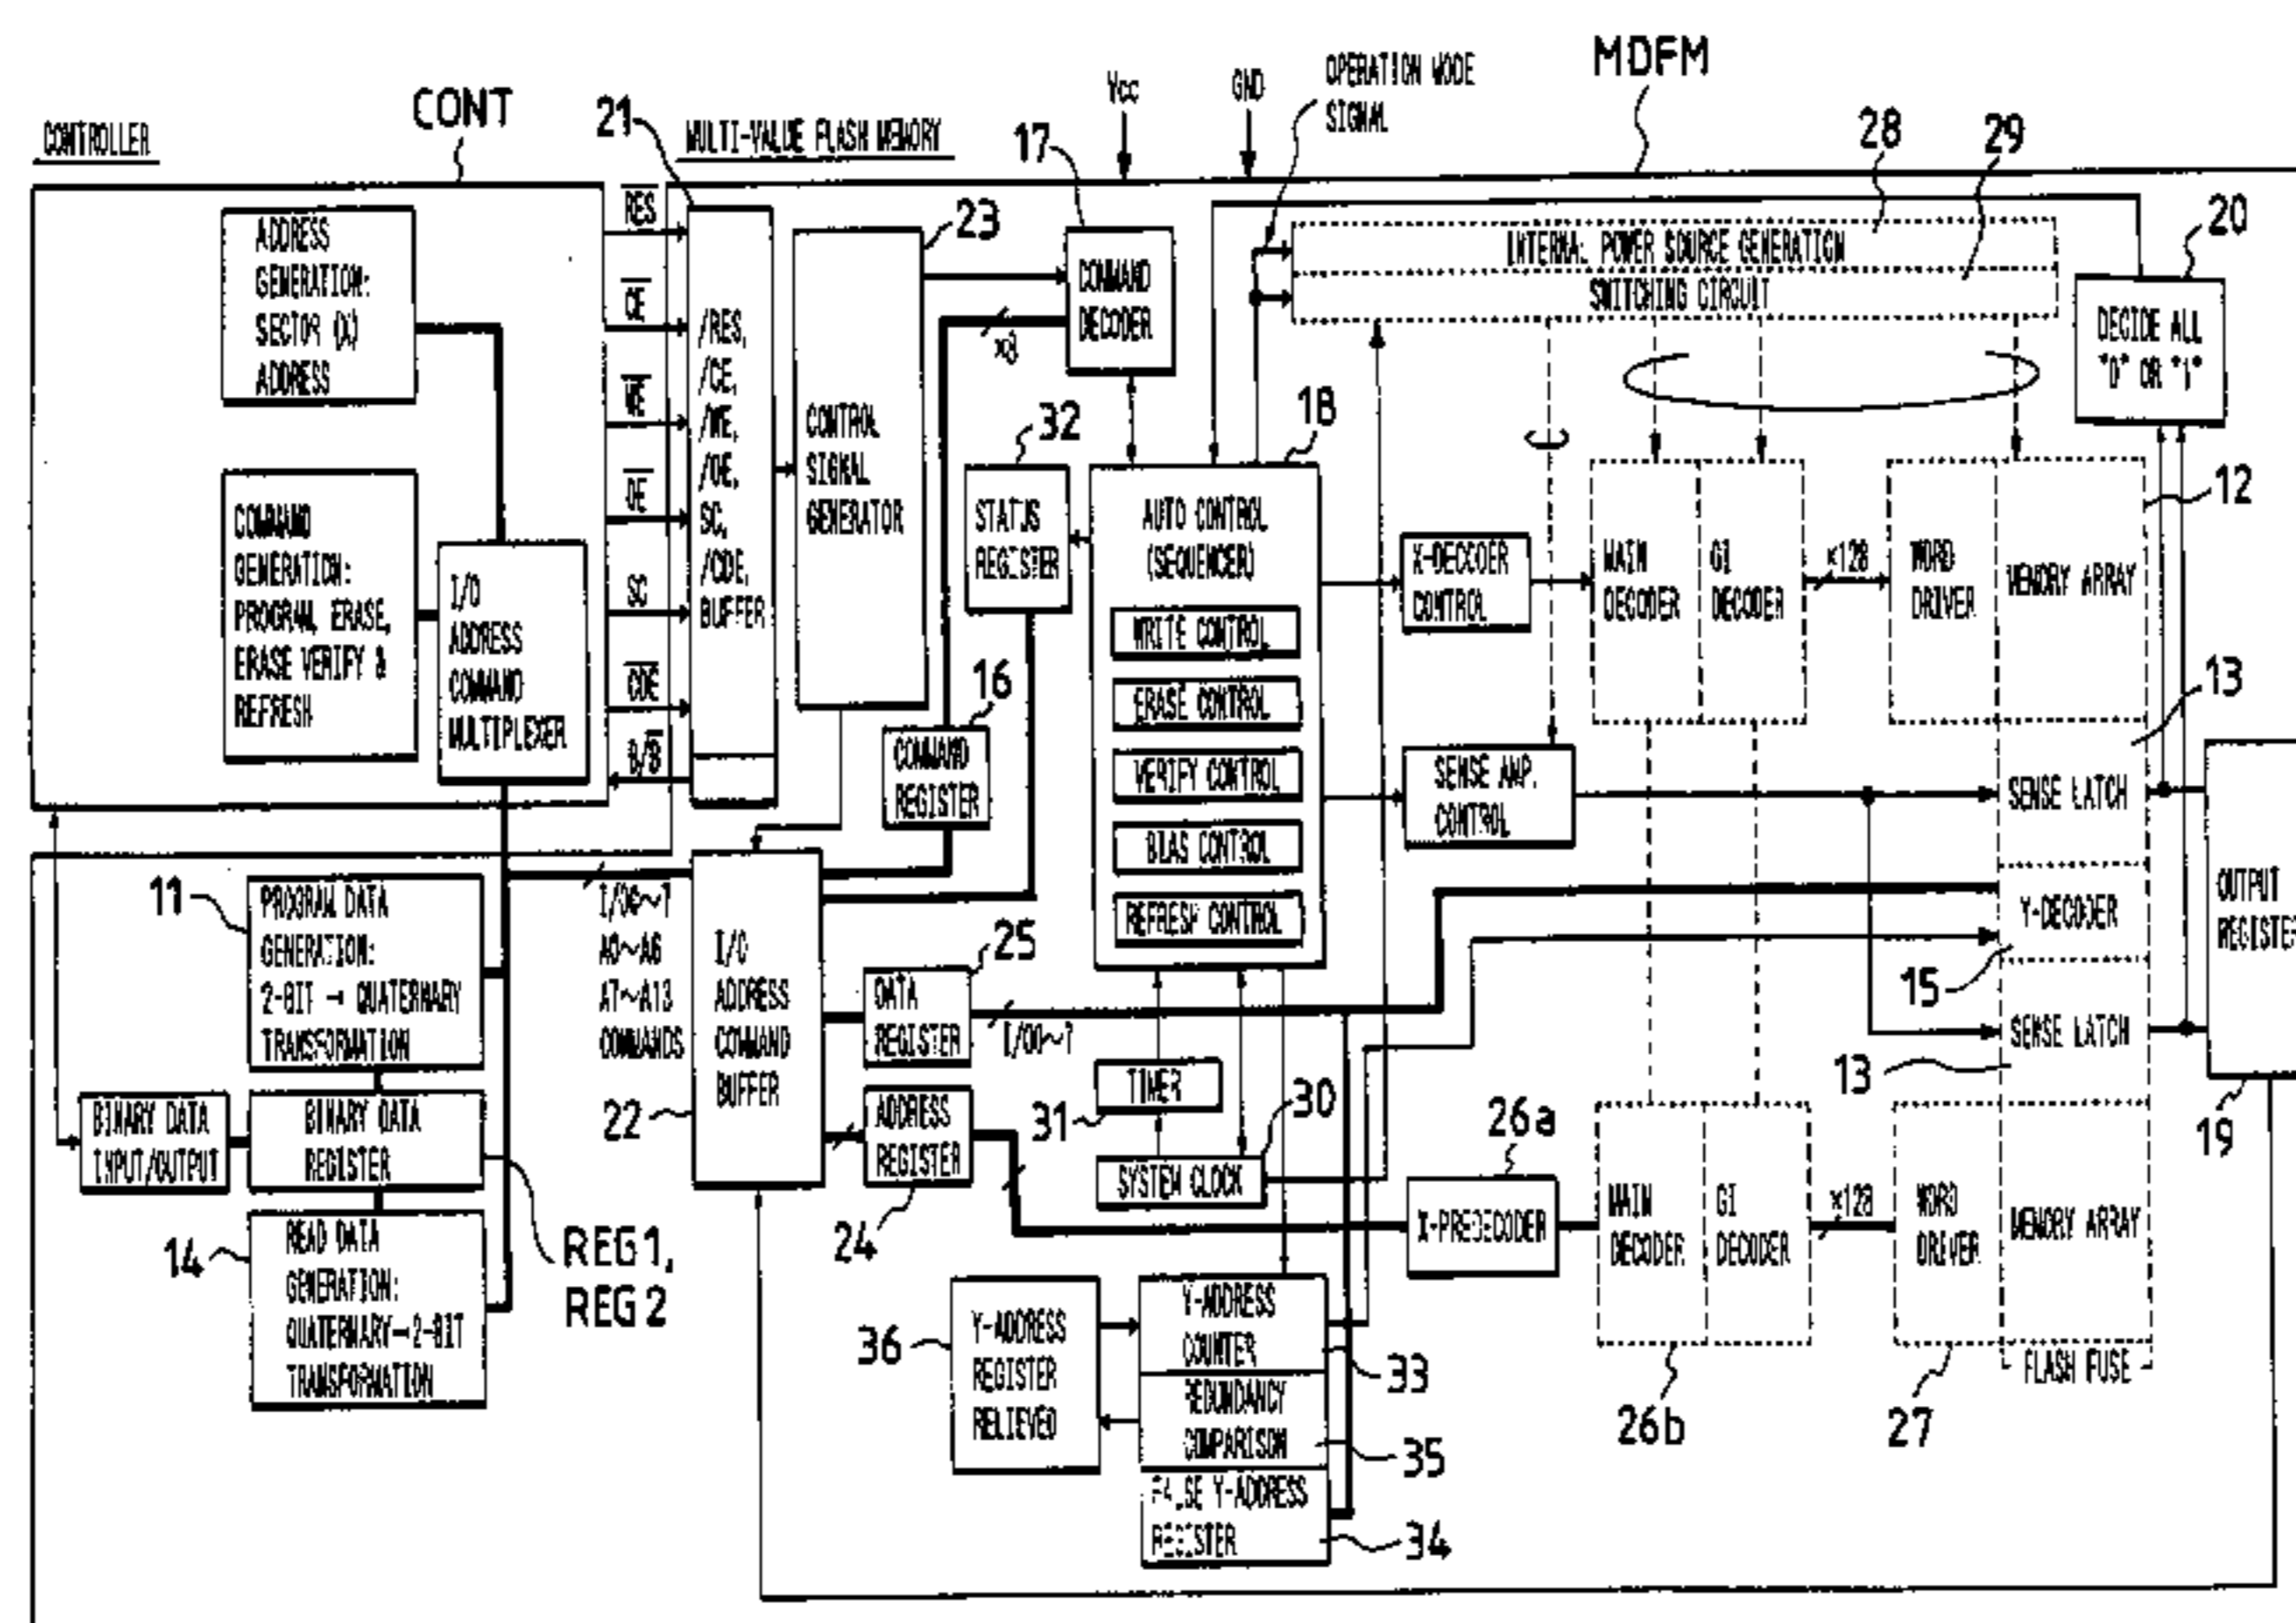 CONTROLLER
CONT
21
MULTI-VALUE FLASH MEMORY
17
Vcc
GND
OPERATION MODE
SIGNAL
MDFM
28
29
20
ADDRESS
GENERATION:
SECTOR (X)
ADDRESS
COMMAND
GENERATION:
PROGRAM, ERASE,
ERASE VERIFY &
REFRESH
I/O
ADDRESS
COMMAND
MULTIPLEXER
RES
CE
WE
OE
SC
CDE
B/B
/RES,
/CE,
/WE,
/OE,
SC,
/CDE,
BUFFER
23
CONTROL
SIGNAL
GENERATOR
COMMAND
DECODER
×8
INTERNAL POWER SOURCE GENERATION
SWITCHING CIRCUIT
DECIDE ALL
"0" OR "1"
32
STATUS
REGISTER
18
AUTO CONTROL
(SEQUENCER)
WRITE CONTROL
ERASE CONTROL
VERIFY CONTROL
BIAS CONTROL
REFRESH CONTROL
X-DECODER
CONTROL
MAIN
DECODER
GI
DECODER
×128
WORD
DRIVER
MEMORY ARRAY
12
13
16
COMMAND
REGISTER
SENSE AMP.
CONTROL
SENSE LATCH
Y-DECODER
15
SENSE LATCH
13
OUTPUT
REGISTER
19
11
PROGRAM DATA
GENERATION:
2-BIT → QUATERNARY
TRANSFORMATION
I/O0~7
A0~A6
A7~A13
COMMANDS
I/O
ADDRESS
COMMAND
BUFFER
22
25
DATA
REGISTER
I/O0~7
TIMER
31
30
SYSTEM CLOCK
BINARY DATA
INPUT/OUTPUT
BINARY DATA
REGISTER
ADDRESS
REGISTER
24
26a
X-PREDECODER
MAIN
DECODER
GI
DECODER
×128
WORD
DRIVER
MEMORY ARRAY
FLASH FUSE
26b
27
14
READ DATA
GENERATION:
QUATERNARY→2-BIT
TRANSFORMATION
REG1,
REG2
36
Y-ADDRESS
REGISTER
RELIEVED
Y-ADDRESS
COUNTER
33
REDUNDANCY
COMPARISON
35
FALSE Y-ADDRESS
REGISTER
34